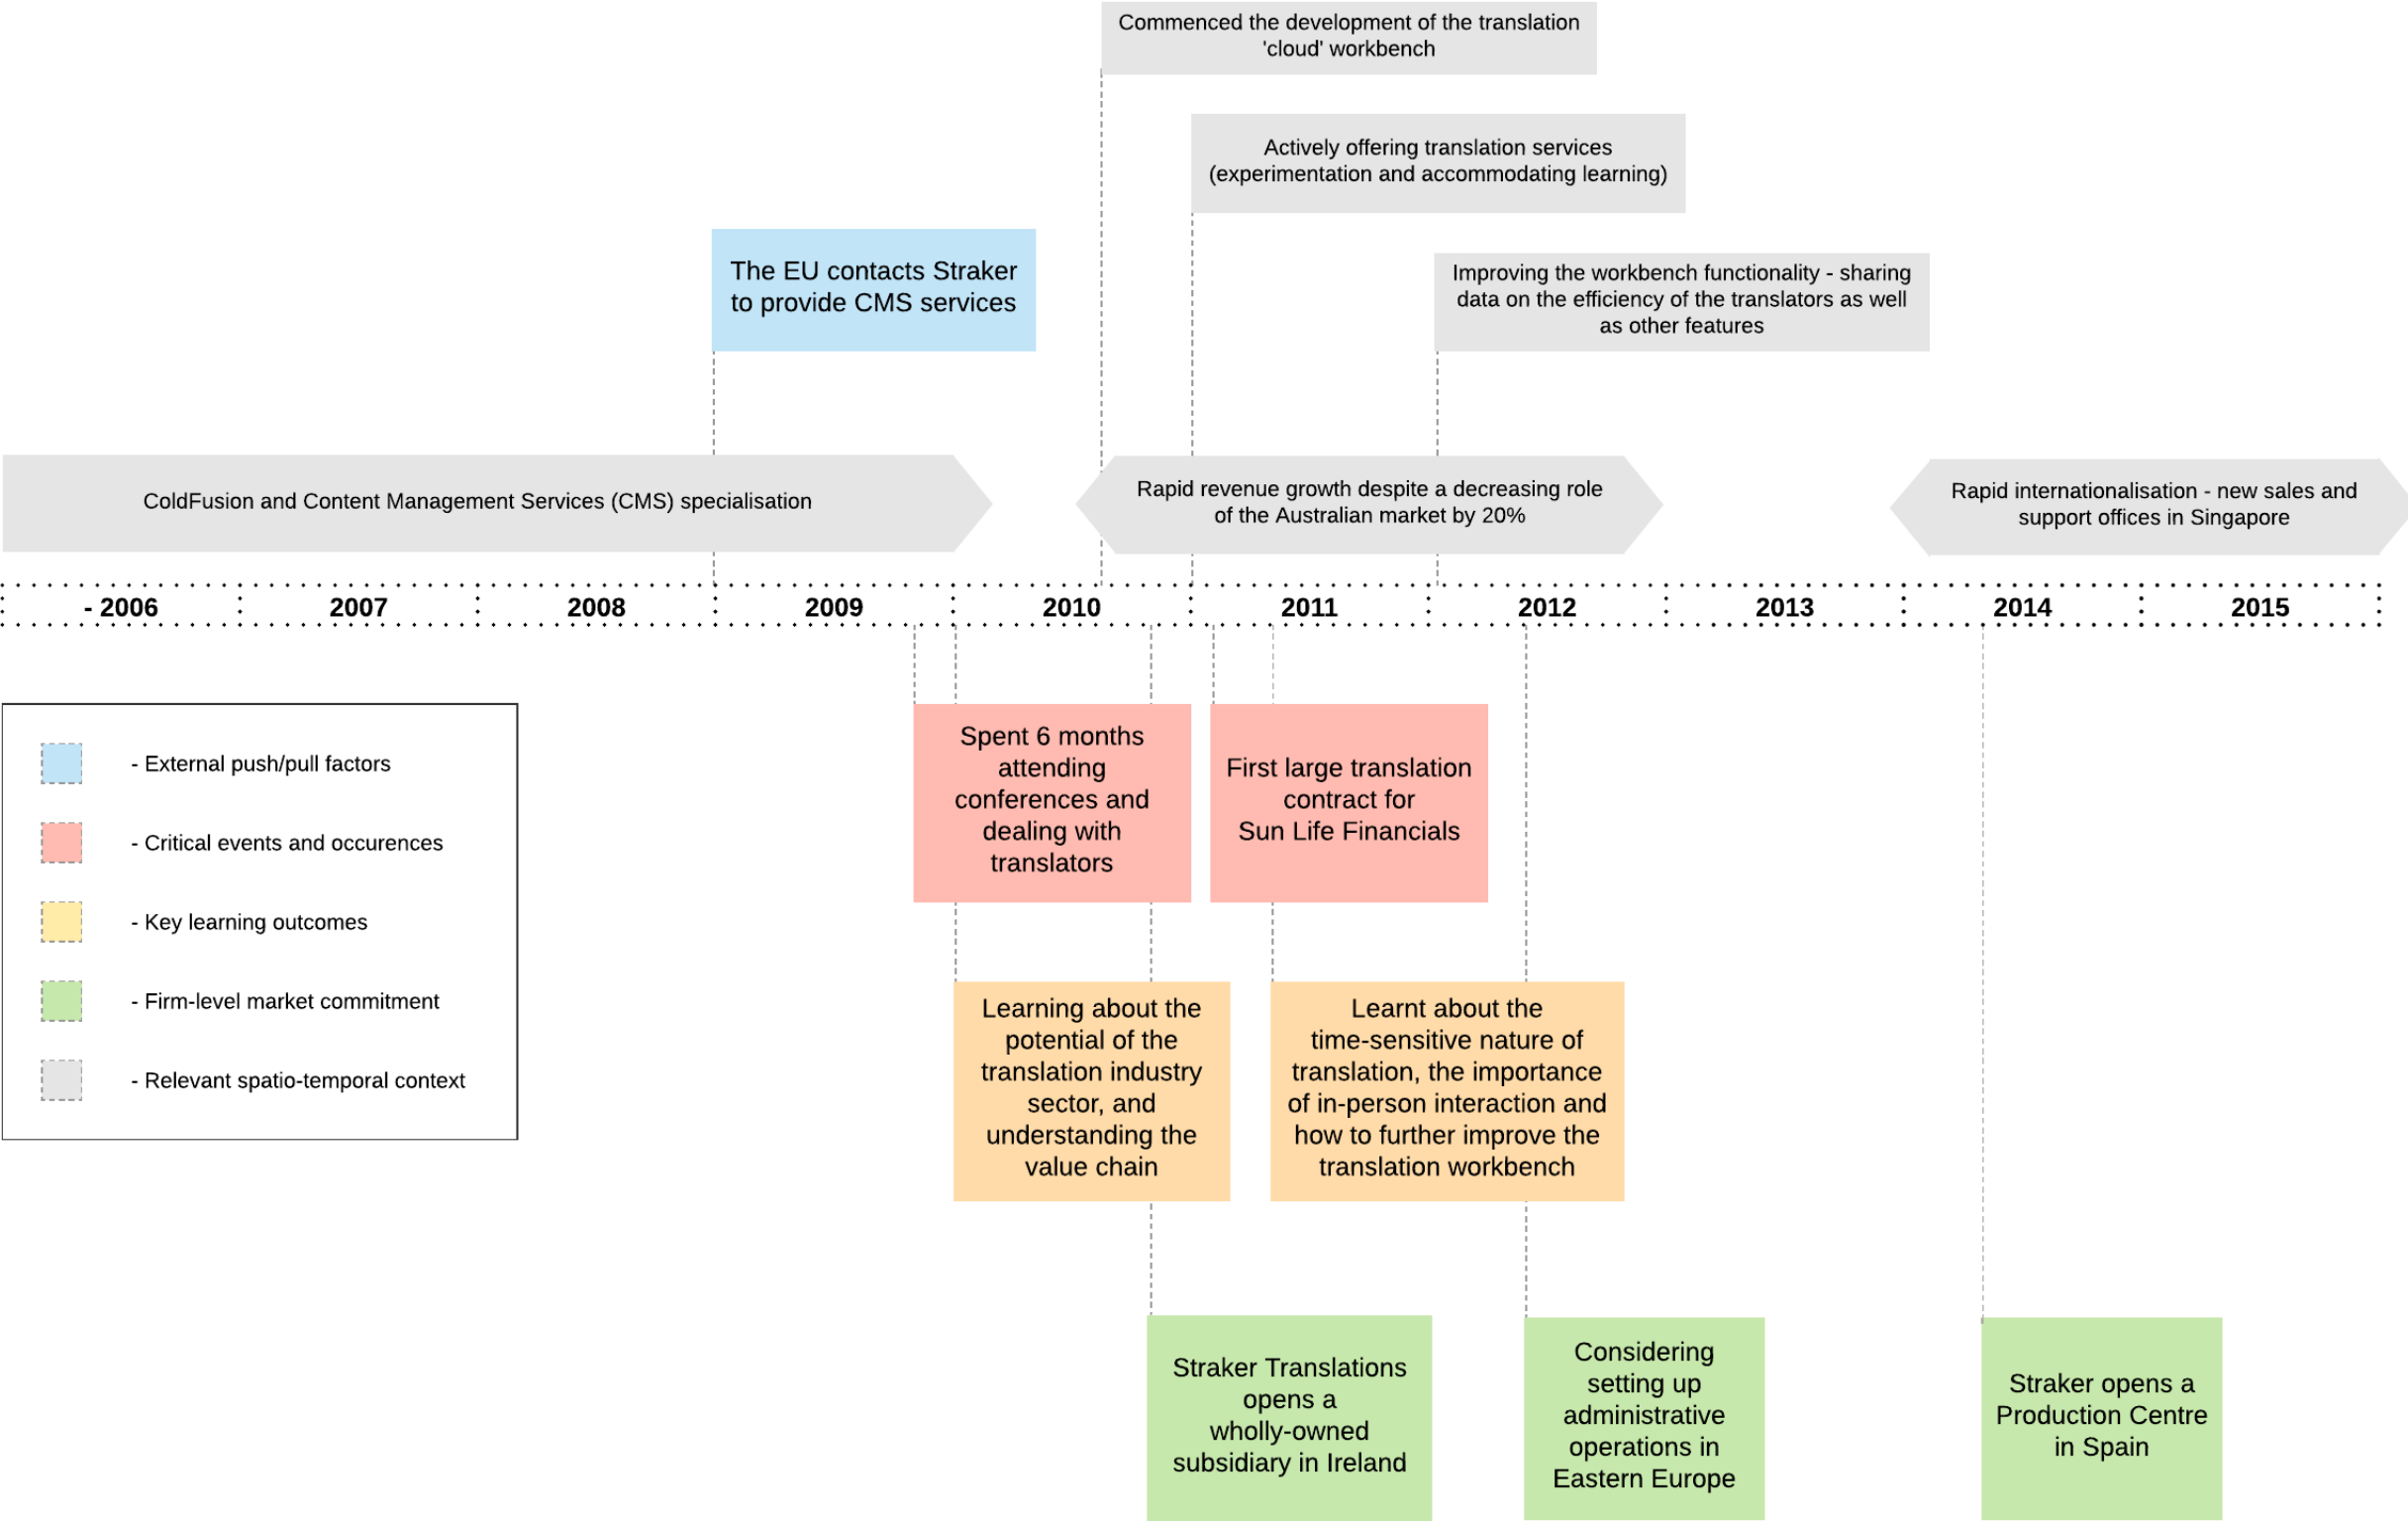 Commenced the development of the translation
'cloud' workbench
Actively offering translation services
(experimentation and accommodating learning)
The EU contacts Straker
to provide CMS services
Improving the workbench functionality - sharing
data on the efficiency of the translators as well
as other features
ColdFusion and Content Management Services (CMS) specialisation
Rapid revenue growth despite a decreasing role
of the Australian market by 20%
Rapid internationalisation - new sales and
support offices in Singapore
- 2006 2007 2008 2009 2010 2011 2012 2013 2014 2015
- External push/pull factors
- Critical events and occurences
- Key learning outcomes
- Firm-level market commitment
- Relevant spatio-temporal context
Spent 6 months
attending
conferences and
dealing with
translators
First large translation
contract for
Sun Life Financials
Learning about the
potential of the
translation industry
sector, and
understanding the
value chain
Learnt about the
time-sensitive nature of
translation, the importance
of in-person interaction and
how to further improve the
translation workbench
Straker Translations
opens a
wholly-owned
subsidiary in Ireland
Considering
setting up
administrative
operations in
Eastern Europe
Straker opens a
Production Centre
in Spain